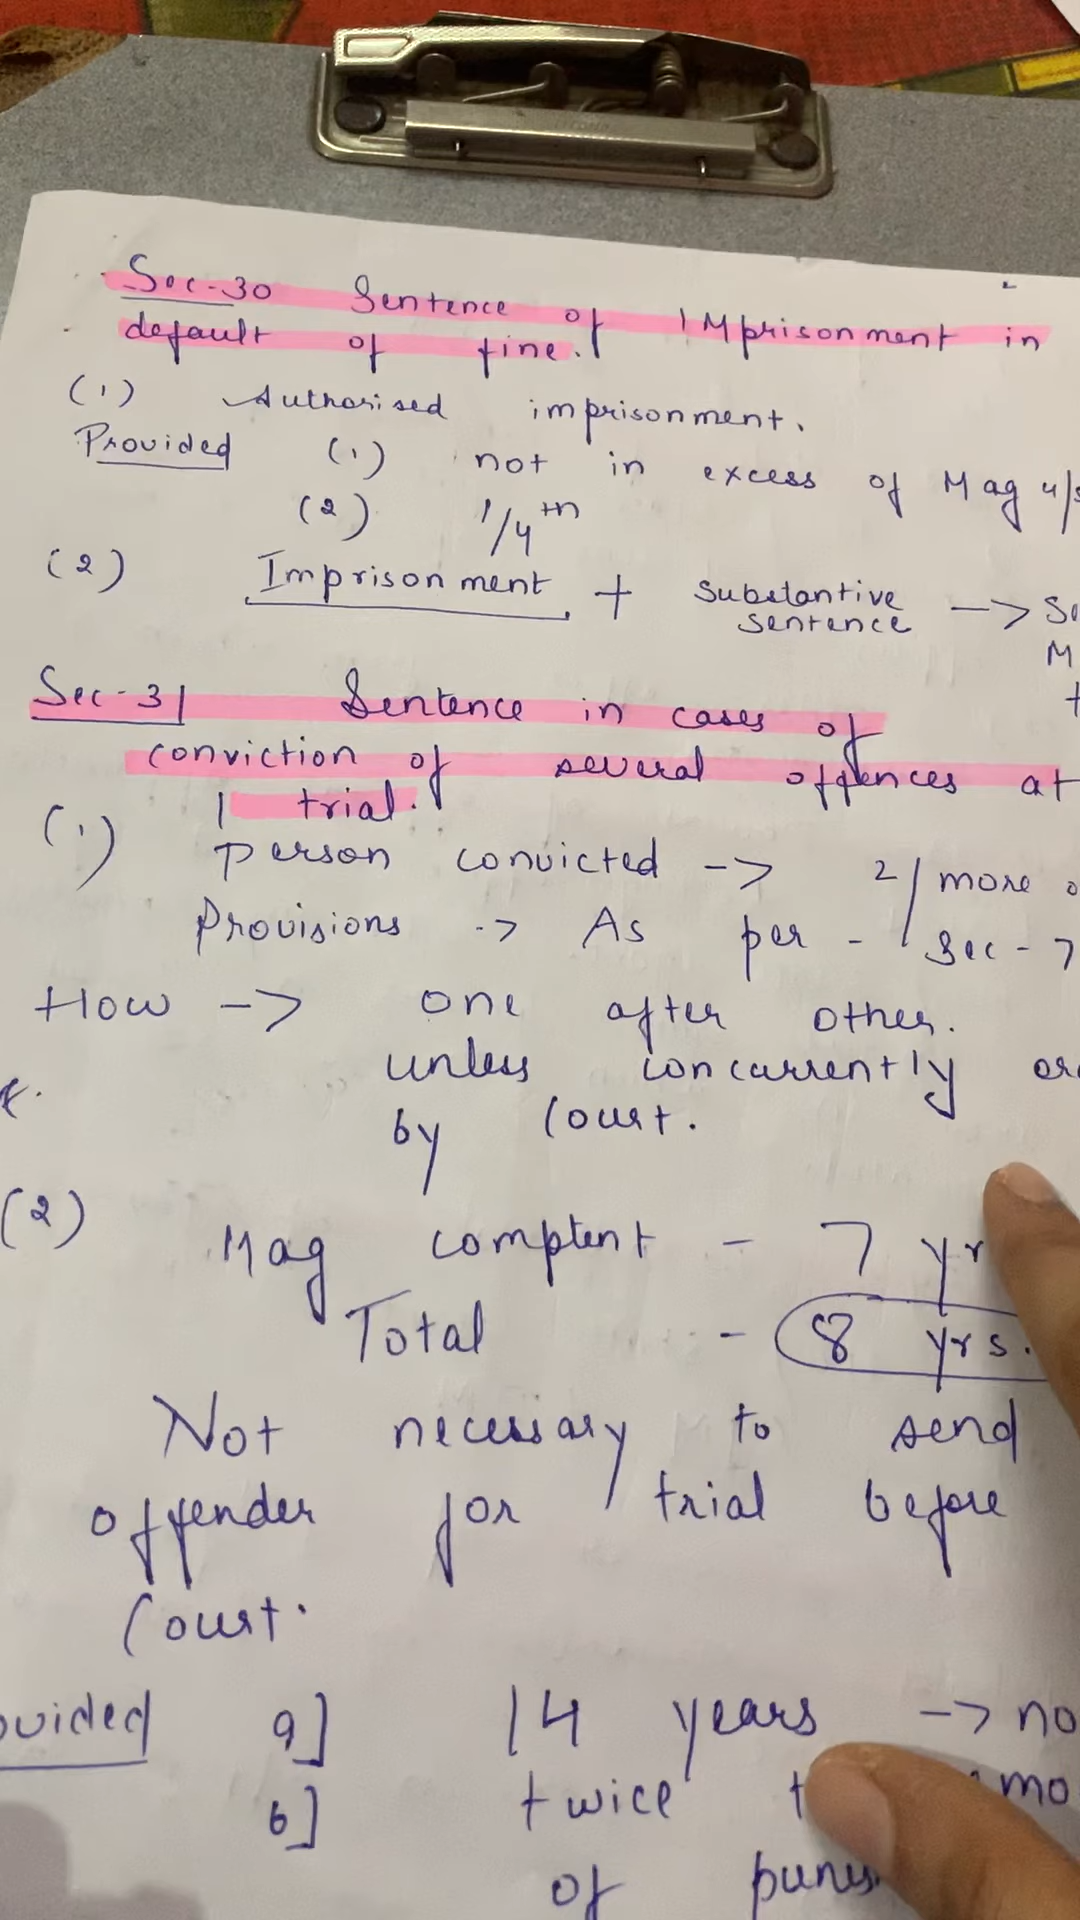 Sec-30 Sentence of Imprisonment in
default of fine.
(1) Authorised imprisonment.
Provided (1) not in excess of Mag u/s
(2) 1/4th
(2) Imprisonment + Substantive sentence ->
Sec-31 Sentence in cases of
conviction of several offences at
1 trial.
(1) person convicted -> 2/more
Provisions -> As per - Sec-7
How -> one after other.
unless concurrently
by Court.
(2) Mag comptent - 7 yr
Total - 8 yrs.
Not necessary to send
offender for trial before
Court.
a] 14 years ->
b] twice
of